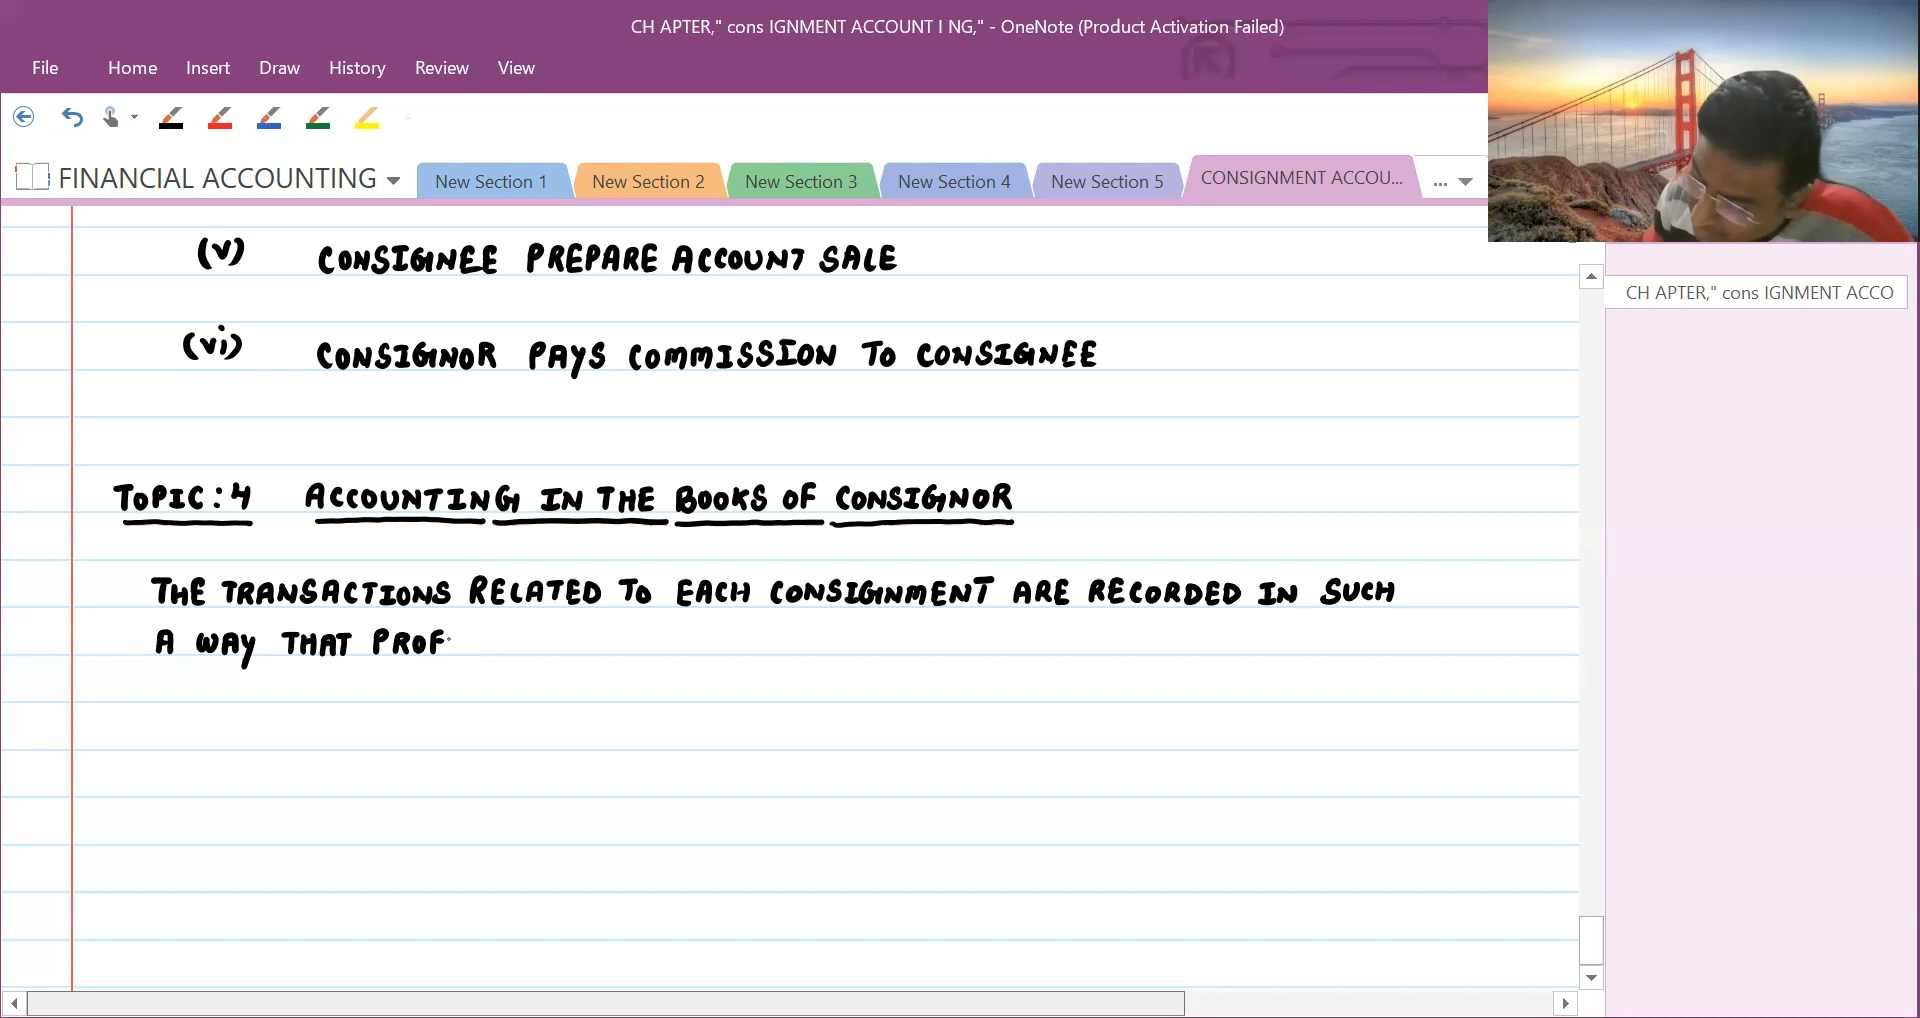 CH APTER," cons IGNMENT ACCOUNT I NG," - OneNote (Product Activation Failed)
File Home Insert Draw History Review View
FINANCIAL ACCOUNTING New Section 1 New Section 2 New Section 3 New Section 4 New Section 5 CONSIGNMENT ACCOU... ...
CH APTER," cons IGNMENT ACCO
(V) CONSIGNEE PREPARE ACCOUNT SALE
(vi) CONSIGNOR PAYS COMMISSION TO CONSIGNEE
TOPIC:4 ACCOUNTING IN THE BOOKS OF CONSIGNOR
THE TRANSACTIONS RELATED TO EACH CONSIGNMENT ARE RECORDED IN SUCH
A WAY THAT PROF